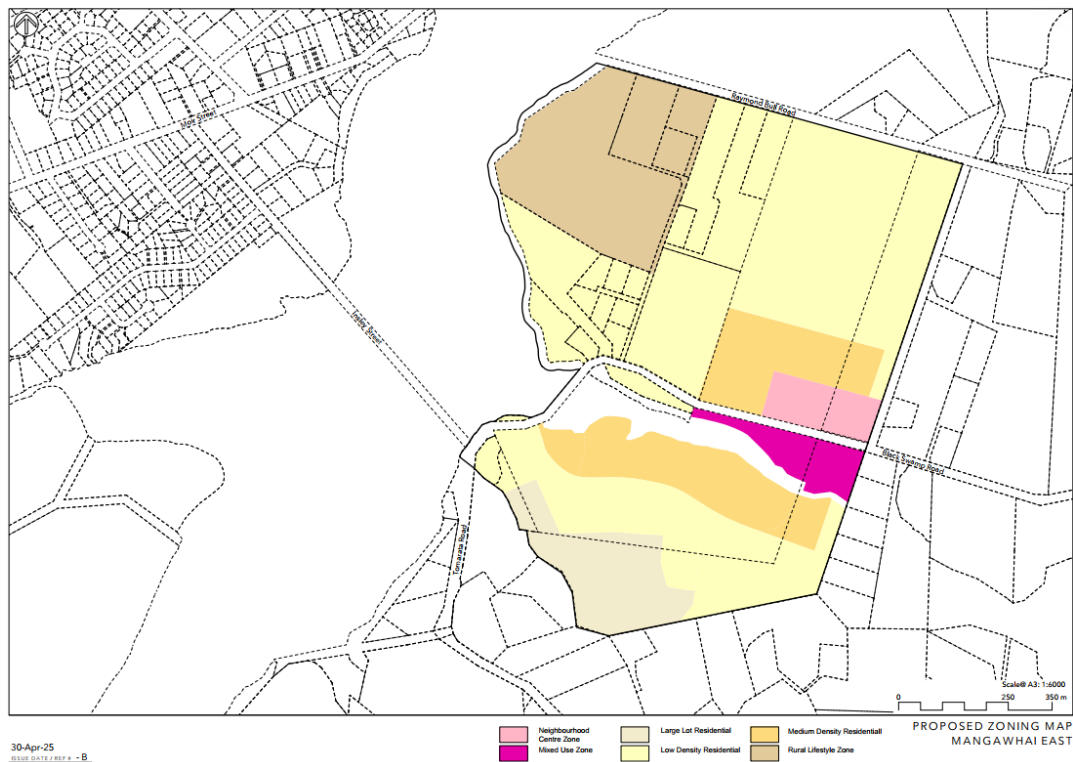 Raymond Bull Road
Moir Street
Insley Street
Black Swamp Road
Tomarata Road
Scale@ A3: 1:6000
0 250 350 m
Neighbourhood
Centre Zone
Mixed Use Zone
Large Lot Residential
Low Density Residential
Medium Density Residentiall
Rural Lifestyle Zone
PROPOSED ZONING MAP
MANGAWHAI EAST
30-Apr-25
ISSUE DATE / REF # - B